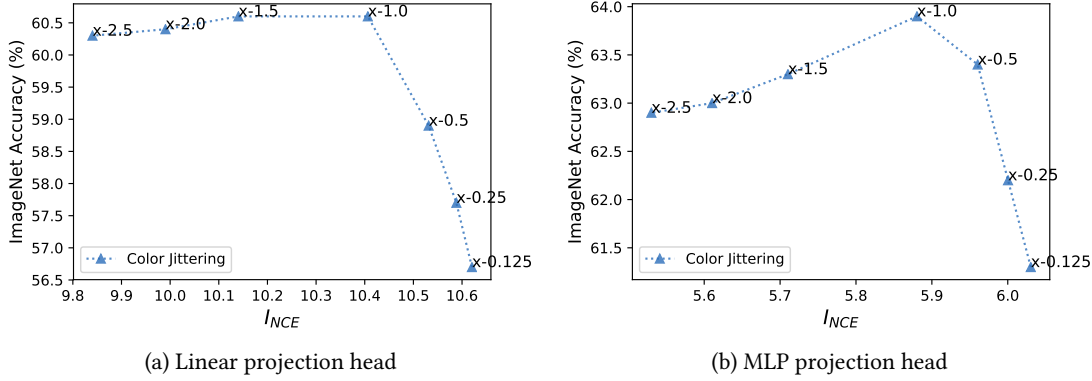 ImageNet Accuracy (%)
60.5
60.0
59.5
59.0
58.5
58.0
57.5
57.0
56.5
x-2.5
x-2.0
x-1.5
x-1.0
x-0.5
x-0.25
x-0.125
Color Jittering
9.8 9.9 10.0 10.1 10.2 10.3 10.4 10.5 10.6
I_NCE
(a) Linear projection head
ImageNet Accuracy (%)
64.0
63.5
63.0
62.5
62.0
61.5
x-2.5
x-2.0
x-1.5
x-1.0
x-0.5
x-0.25
x-0.125
Color Jittering
5.6 5.7 5.8 5.9 6.0
I_NCE
(b) MLP projection head